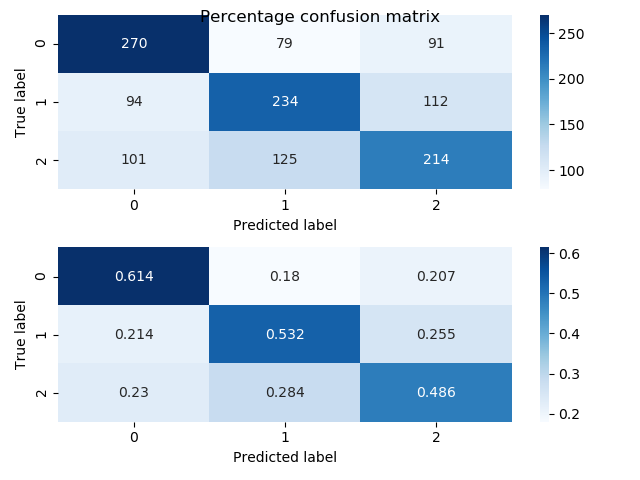 Percentage confusion matrix
True label
0 270 79 91
1 94 234 112
2 101 125 214
0 1 2
Predicted label
250
200
150
100
True label
0 0.614 0.18 0.207
1 0.214 0.532 0.255
2 0.23 0.284 0.486
0 1 2
Predicted label
0.6
0.5
0.4
0.3
0.2